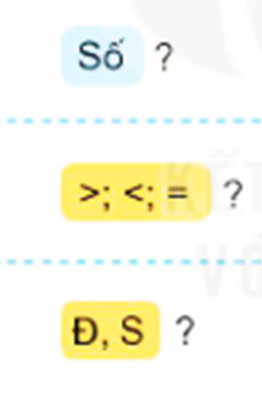 Số ?
>; <; = ?
Đ, S ?